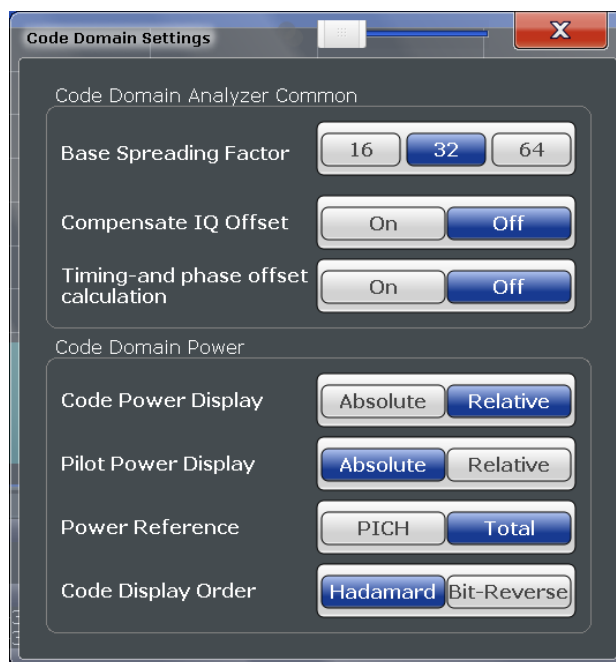 Code Domain Settings
X
Code Domain Analyzer Common
Base Spreading Factor 16 32 64
Compensate IQ Offset On Off
Timing-and phase offset
calculation On Off
Code Domain Power
Code Power Display Absolute Relative
Pilot Power Display Absolute Relative
Power Reference PICH Total
Code Display Order Hadamard Bit-Reverse